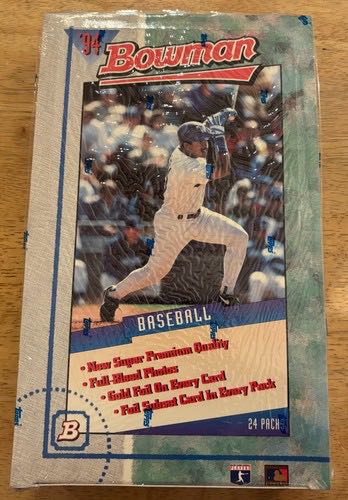 '94
Bowman
BASEBALL
• New Super Premium Quality
• Full-Bleed Photos
• Gold Foil On Every Card
• Foil Subset Card In Every Pack
24 PACK
B
PLAYERS